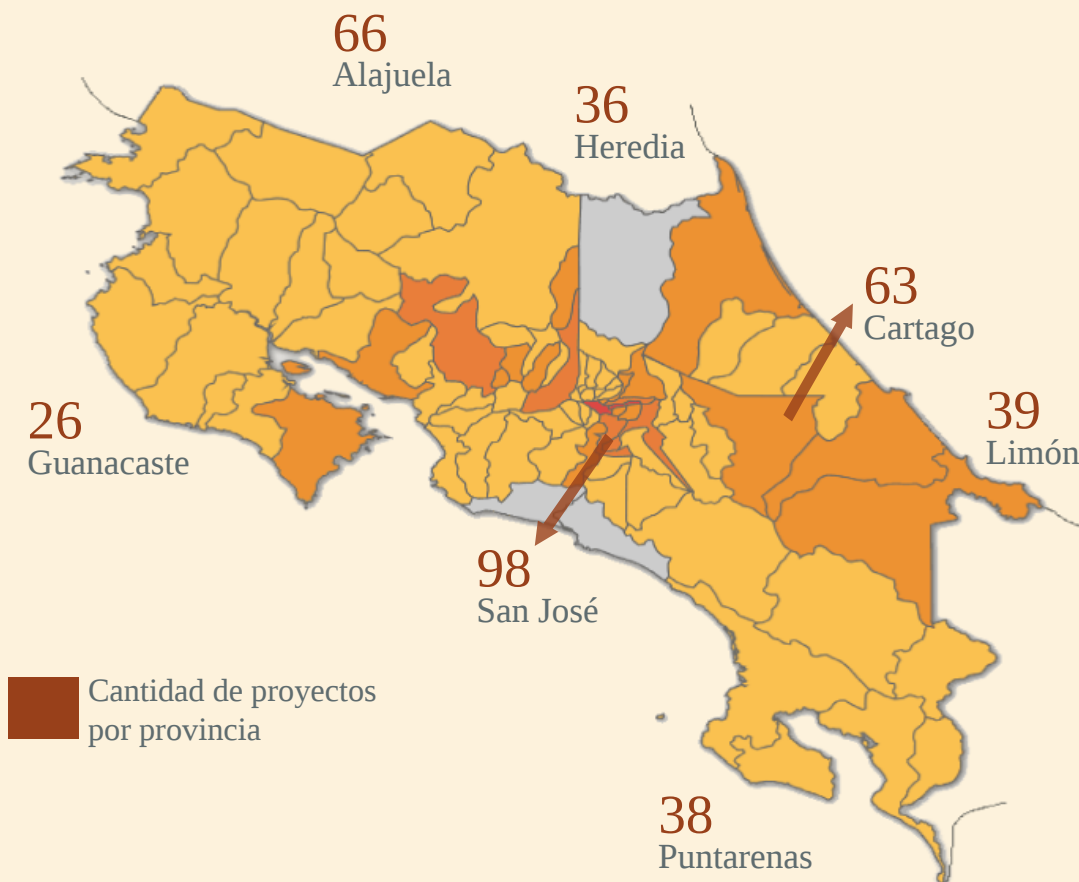 66
Alajuela
36
Heredia
63
Cartago
26
Guanacaste
39
Limón
98
San José
Cantidad de proyectos
por provincia
38
Puntarenas